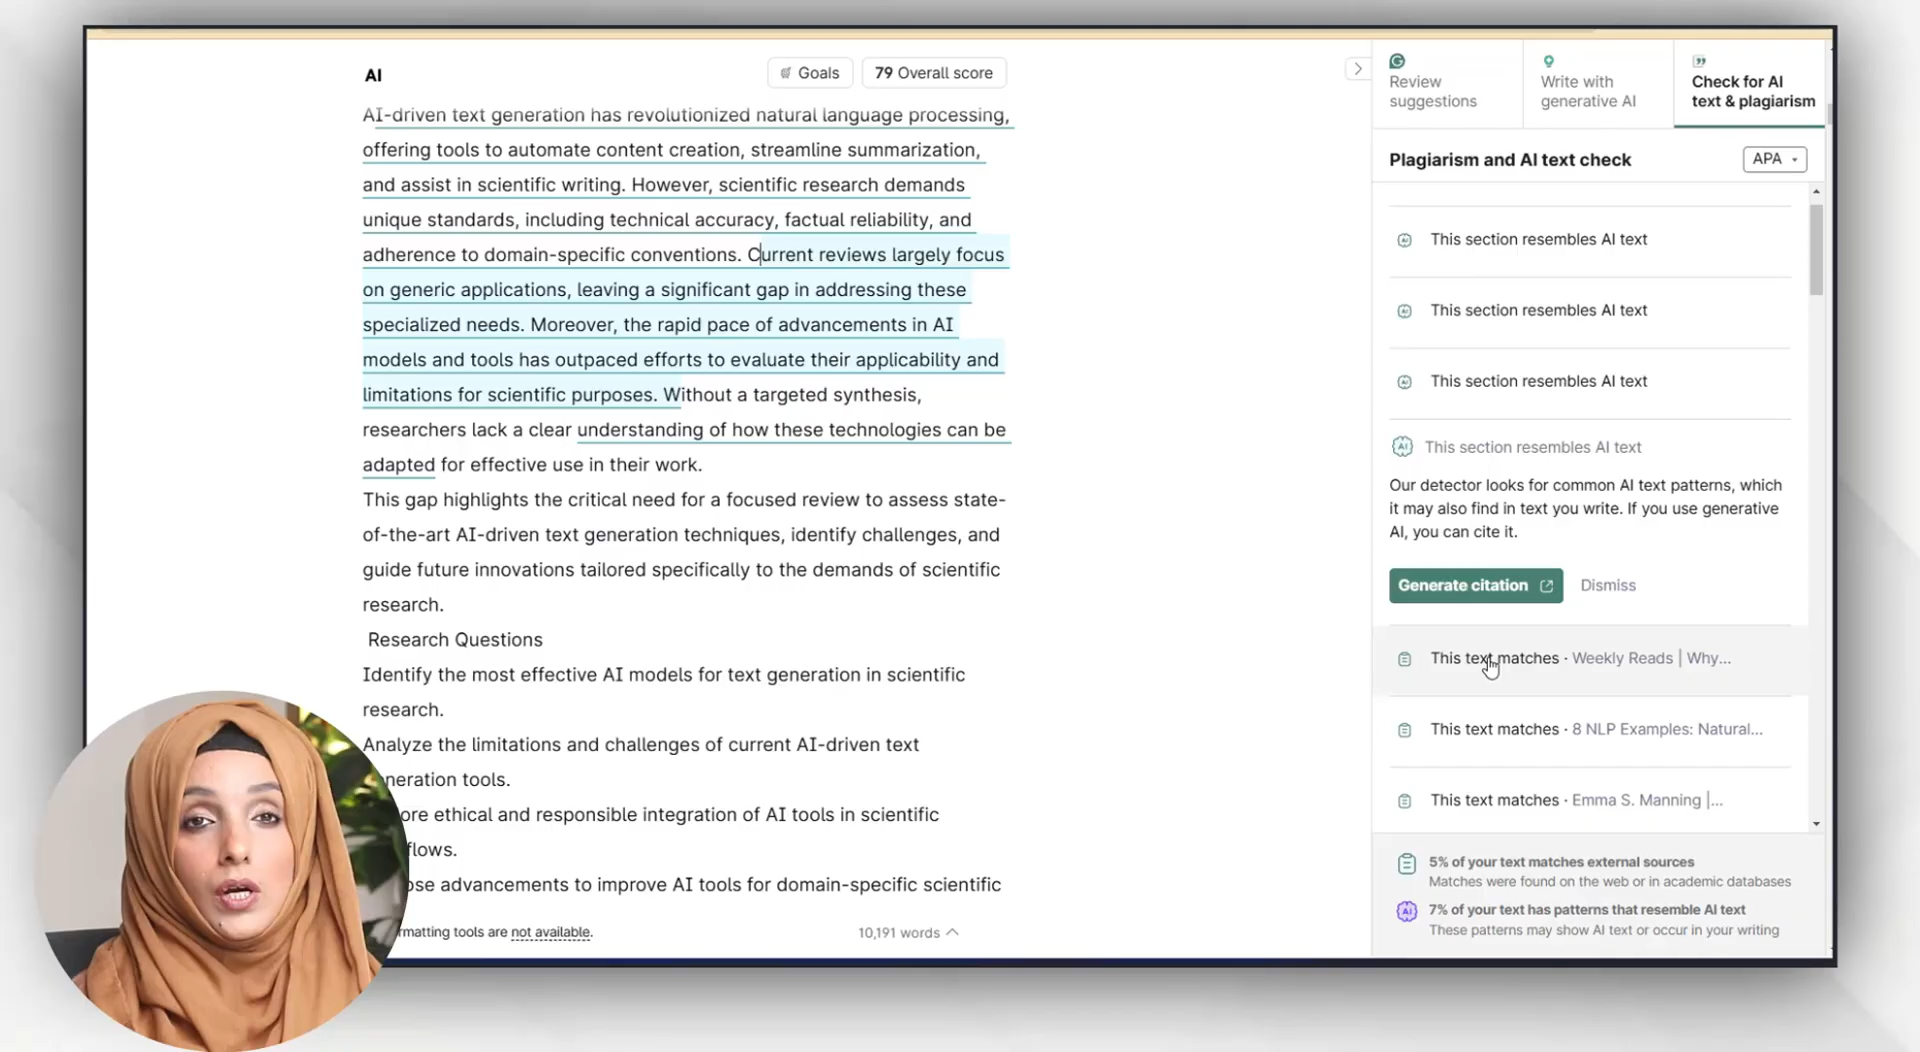 AI
Goals
79 Overall score
AI-driven text generation has revolutionized natural language processing,
offering tools to automate content creation, streamline summarization,
and assist in scientific writing. However, scientific research demands
unique standards, including technical accuracy, factual reliability, and
adherence to domain-specific conventions. Current reviews largely focus
on generic applications, leaving a significant gap in addressing these
specialized needs. Moreover, the rapid pace of advancements in AI
models and tools has outpaced efforts to evaluate their applicability and
limitations for scientific purposes. Without a targeted synthesis,
researchers lack a clear understanding of how these technologies can be
adapted for effective use in their work.
This gap highlights the critical need for a focused review to assess state-
of-the-art AI-driven text generation techniques, identify challenges, and
guide future innovations tailored specifically to the demands of scientific
research.
Research Questions
Identify the most effective AI models for text generation in scientific
research.
Analyze the limitations and challenges of current AI-driven text
neration tools.
ore ethical and responsible integration of AI tools in scientific
flows.
ose advancements to improve AI tools for domain-specific scientific
rmatting tools are not available.
10,191 words
Review
suggestions
Write with
generative AI
Check for AI
text & plagiarism
Plagiarism and AI text check
APA
This section resembles AI text
This section resembles AI text
This section resembles AI text
AI This section resembles AI text
Our detector looks for common AI text patterns, which
it may also find in text you write. If you use generative
AI, you can cite it.
Generate citation
Dismiss
This text matches · Weekly Reads | Why...
This text matches · 8 NLP Examples: Natural...
This text matches · Emma S. Manning |...
5% of your text matches external sources
Matches were found on the web or in academic databases
AI 7% of your text has patterns that resemble AI text
These patterns may show AI text or occur in your writing